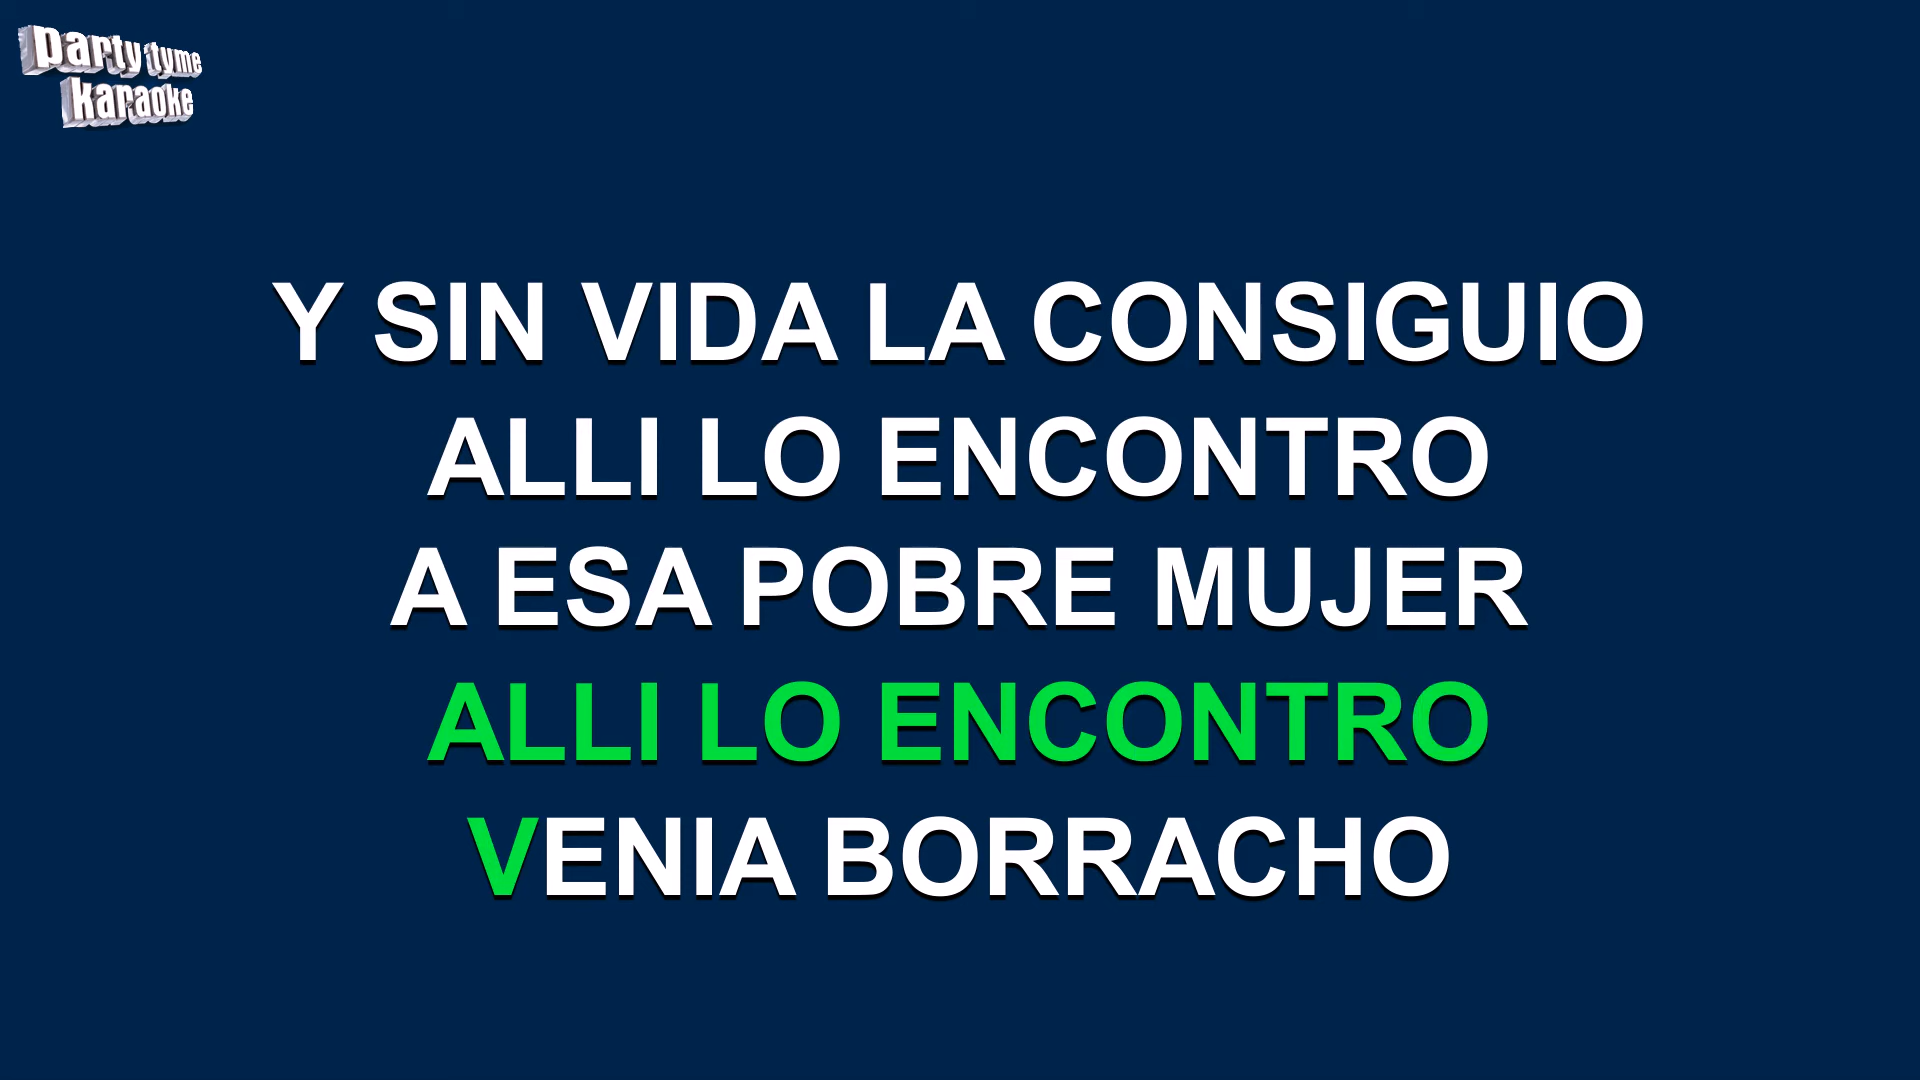 party tyme
karaoke
Y SIN VIDA LA CONSIGUIO
ALLI LO ENCONTRO
A ESA POBRE MUJER
ALLI LO ENCONTRO
VENIA BORRACHO